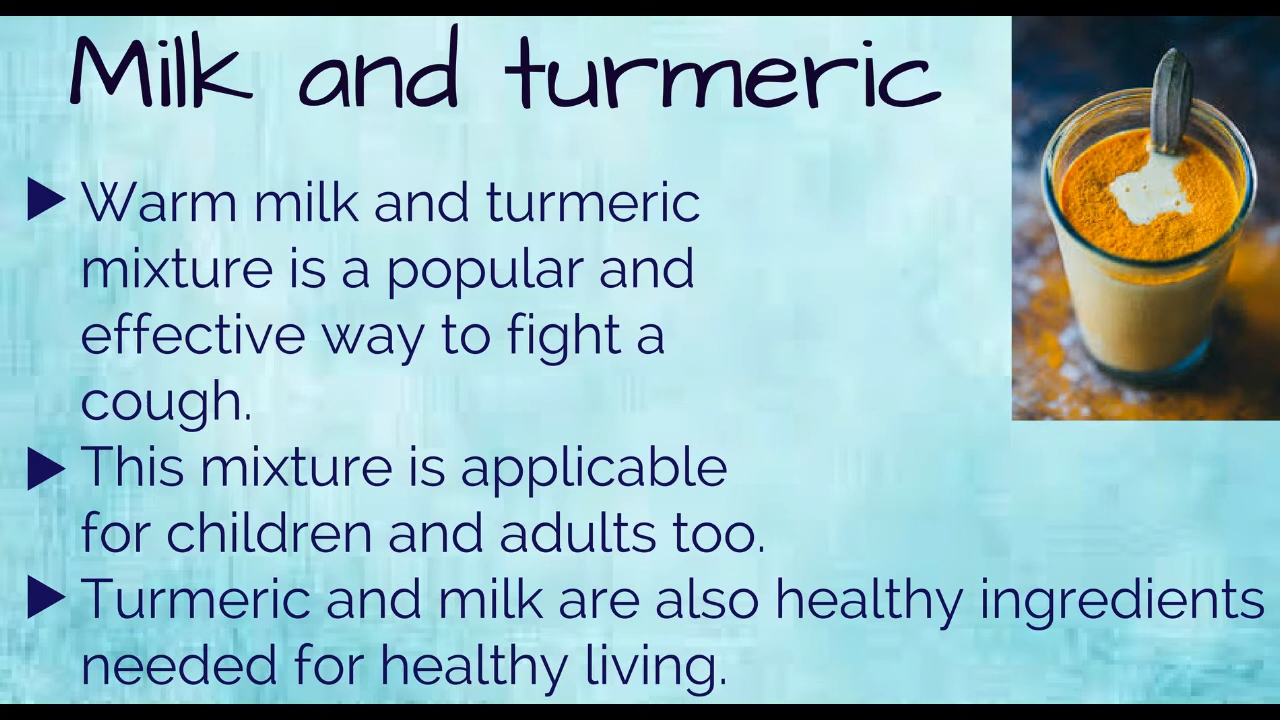 Milk and turmeric
Warm milk and turmeric
mixture is a popular and
effective way to fight a
cough.
This mixture is applicable
for children and adults too.
Turmeric and milk are also healthy ingredients
needed for healthy living.